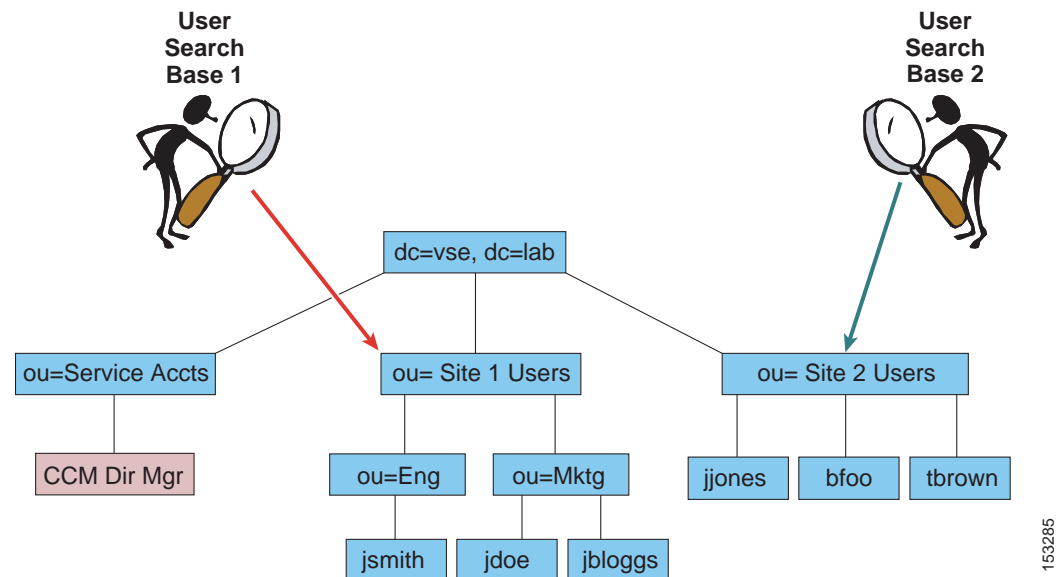 User
Search
Base 1
User
Search
Base 2
dc=vse, dc=lab
ou=Service Accts
ou= Site 1 Users
ou= Site 2 Users
CCM Dir Mgr
ou=Eng
ou=Mktg
jjones
bfoo
tbrown
jsmith
jdoe
jbloggs
153285